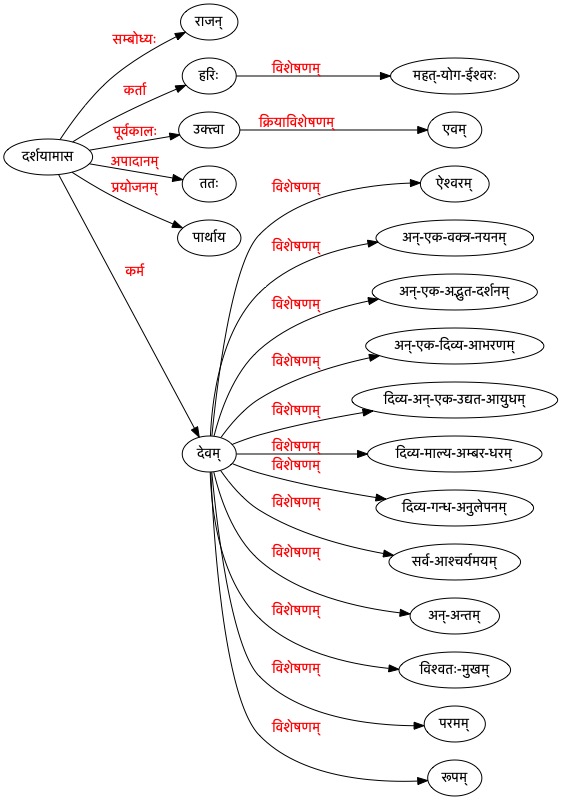 राजन्
सम्बोध्यः
हरिः
विशेषणम्
महत्-योग-ईश्वरः
कर्ता
उक्त्वा
क्रियाविशेषणम्
एवम्
पूर्वकालः
दर्शयामास
अपादानम्
ततः
प्रयोजनम्
विशेषणम्
ऐश्वरम्
पार्थाय
विशेषणम्
अन्-एक-वक्त्र-नयनम्
कर्म
विशेषणम्
अन्-एक-अद्भुत-दर्शनम्
विशेषणम्
अन्-एक-दिव्य-आभरणम्
विशेषणम्
दिव्य-अन्-एक-उद्यत-आयुधम्
देवम्
विशेषणम्
दिव्य-माल्य-अम्बर-धरम्
विशेषणम्
दिव्य-गन्ध-अनुलेपनम्
विशेषणम्
सर्व-आश्चर्यमयम्
विशेषणम्
अन्-अन्तम्
विशेषणम्
विश्वतः-मुखम्
विशेषणम्
परमम्
विशेषणम्
रूपम्